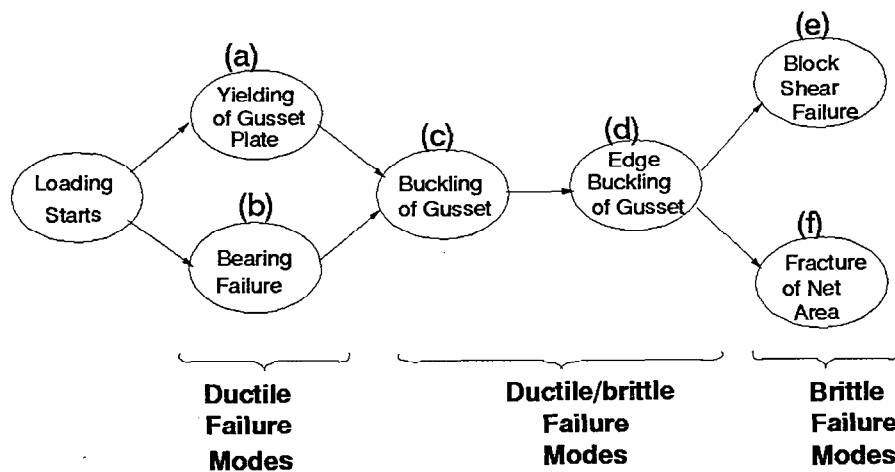 Loading
Starts
(a)
Yielding
of Gusset
Plate
(b)
Bearing
Failure
(c)
Buckling
of Gusset
(d)
Edge
Buckling
of Gusset
(e)
Block
Shear
Failure
(f)
Fracture
of Net
Area
Ductile
Failure
Modes
Ductile/brittle
Failure
Modes
Brittle
Failure
Modes